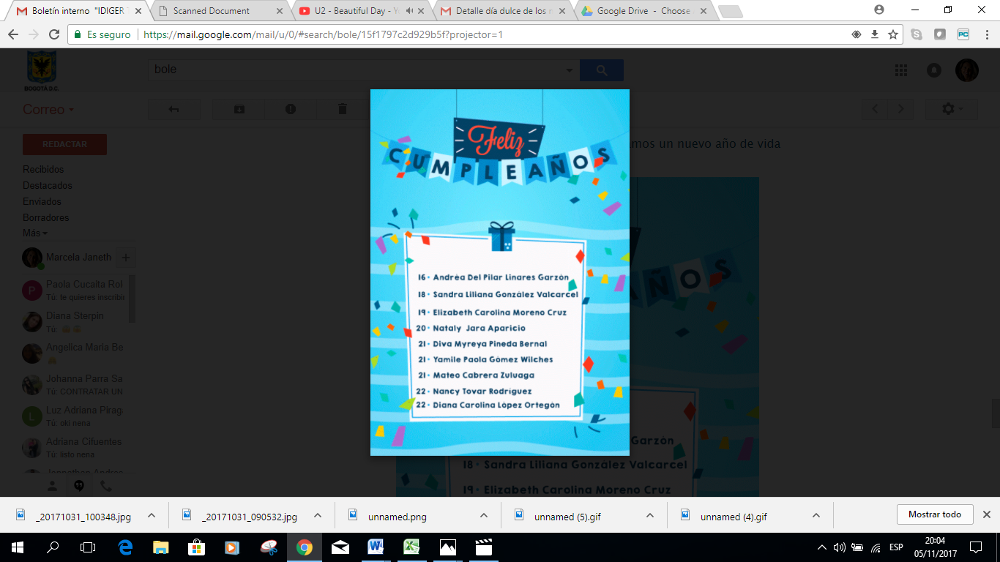 Boletín interno "IDIGER
Scanned Document
U2 - Beautiful Day - Y
Detalle día dulce de los
Google Drive - Choose
Es seguro
https://mail.google.com/mail/u/0/#search/bole/15f1797c2d929b5f?projector=1
PC
BOGOTÁ D.C.
bole
Correo
REDACTAR
Recibidos
Destacados
Enviados
Borradores
Más
Marcela Janeth
P
Paola Cucalta Rol
Tú: te quieres inscribir
Diana Sterpin
Tú:
Angelica Maria Be
Johanna Parra Sa
Tú: CONTRATAR UN
L
Luz Adriana Piraga
Tú: oki nena
Adriana Cifuentes
Tú: listo nena
amos un nuevo año de vida
Feliz
CUMPLEAÑOS
16· Andréa Del Pilar Linares Garzón
18· Sandra Liliana González Valcarcel
19· Elizabeth Carolina Moreno Cruz
20· Nataly Jara Aparicio
21· Diva Myreya Pineda Bernal
21· Yamile Paola Gómez Wilches
21· Mateo Cabrera Zuluaga
22· Nancy Tovar Rodríguez
22· Diana Carolina López Ortegón
AÑOS
Garzón
18· Sandra Liliana González Valcarcel
19· Elizabeth Carolina Moreno Cruz
_20171031_100348.jpg
_20171031_090532.jpg
unnamed.png
unnamed (5).gif
unnamed (4).gif
Mostrar todo
ESP
20:04
05/11/2017